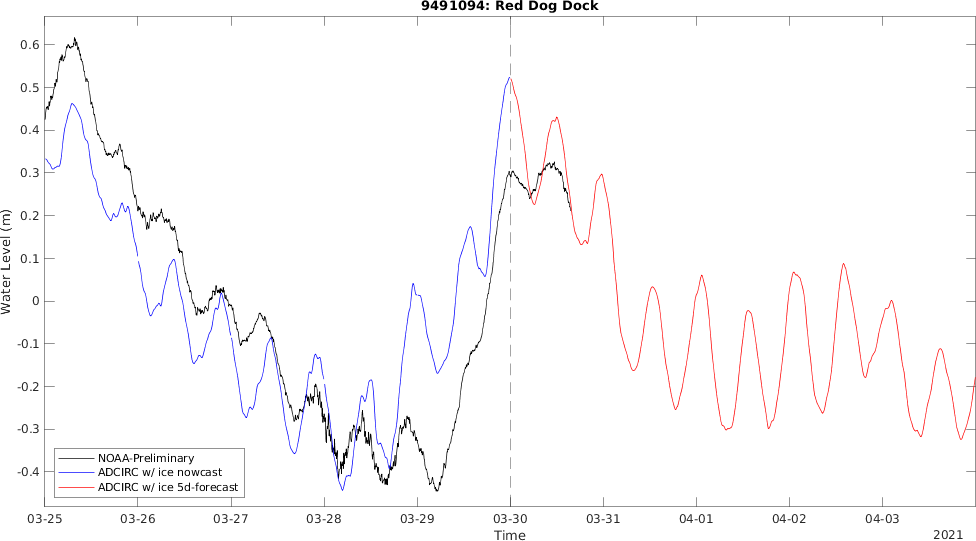 9491094: Red Dog Dock
Water Level (m)
0.6
0.5
0.4
0.3
0.2
0.1
0
-0.1
-0.2
-0.3
-0.4
NOAA-Preliminary
ADCIRC w/ ice nowcast
ADCIRC w/ ice 5d-forecast
03-25 03-26 03-27 03-28 03-29 03-30 03-31 04-01 04-02 04-03
Time
2021